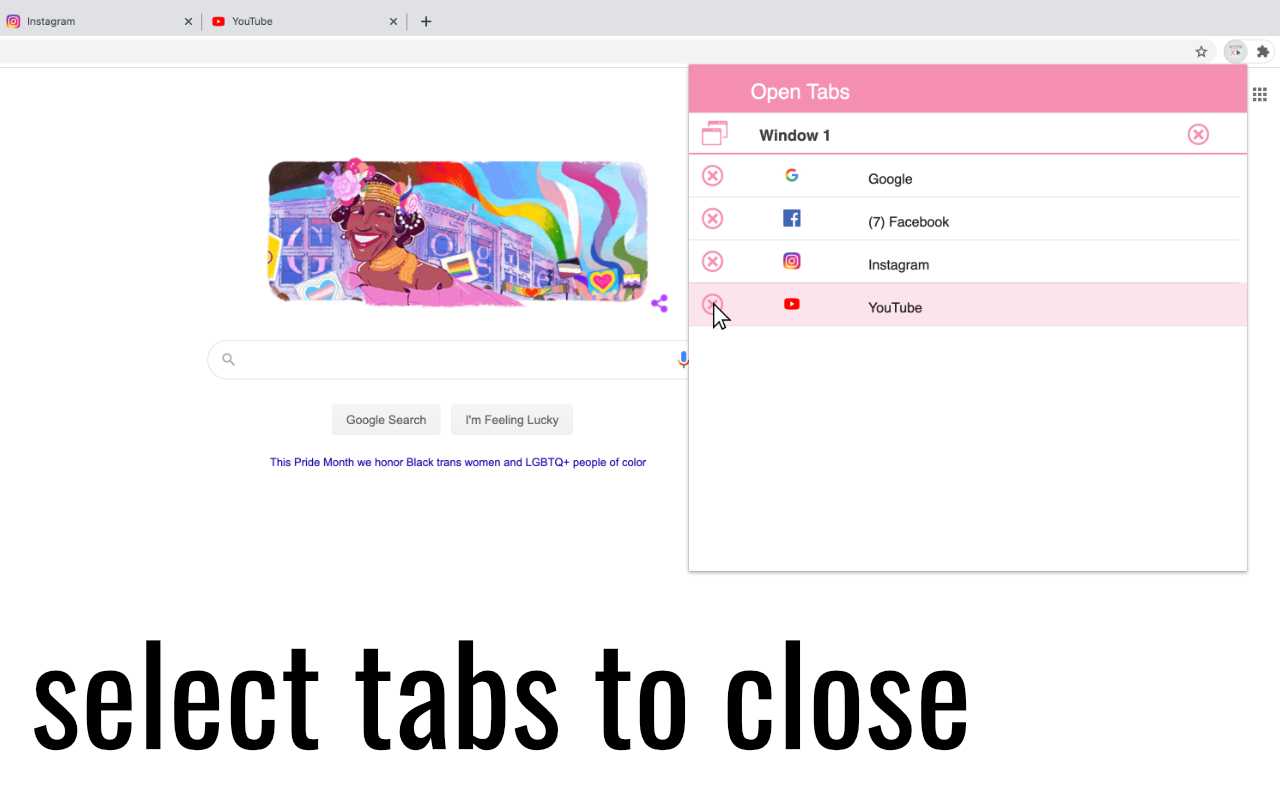 Instagram
YouTube
Open Tabs
Window 1
Google
(7) Facebook
Instagram
YouTube
Google Search
I'm Feeling Lucky
This Pride Month we honor Black trans women and LGBTQ+ people of color
select tabs to close